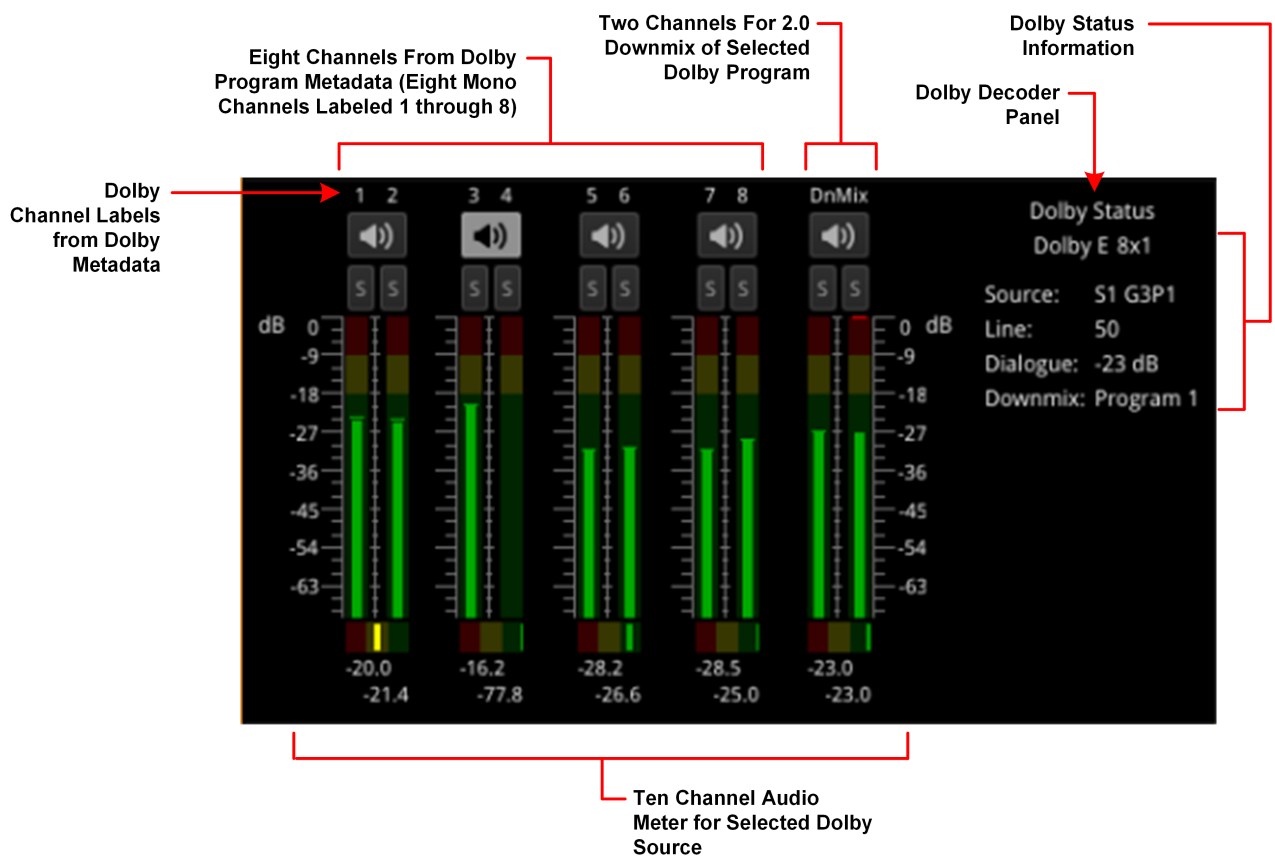 Two Channels For 2.0
Downmix of Selected
Dolby Program
Dolby Status
Information
Eight Channels From Dolby
Program Metadata (Eight Mono
Channels Labeled 1 through 8)
Dolby Decoder
Panel
Dolby
Channel Labels
from Dolby
Metadata
1 2 3 4 5 6 7 8 DnMix
S S S S S S S S S S
dB 0 0 dB
-9 -9
-18 -18
-27 -27
-36 -36
-45 -45
-54 -54
-63 -63
-20.0 -16.2 -28.2 -28.5 -23.0
-21.4 -77.8 -26.6 -25.0 -23.0
Dolby Status
Dolby E 8x1
Source: S1 G3P1
Line: 50
Dialogue: -23 dB
Downmix: Program 1
Ten Channel Audio
Meter for Selected Dolby
Source